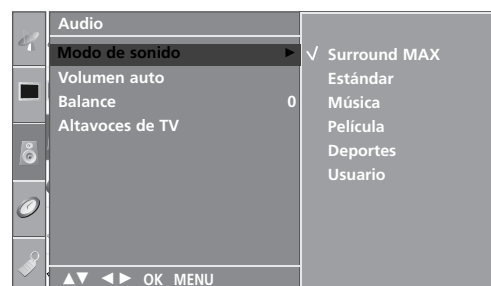 Audio
Modo de sonido ►
Volumen auto
Balance 0
Altavoces de TV
▲▼ ◄► OK MENU
√ Surround MAX
Estándar
Música
Película
Deportes
Usuario